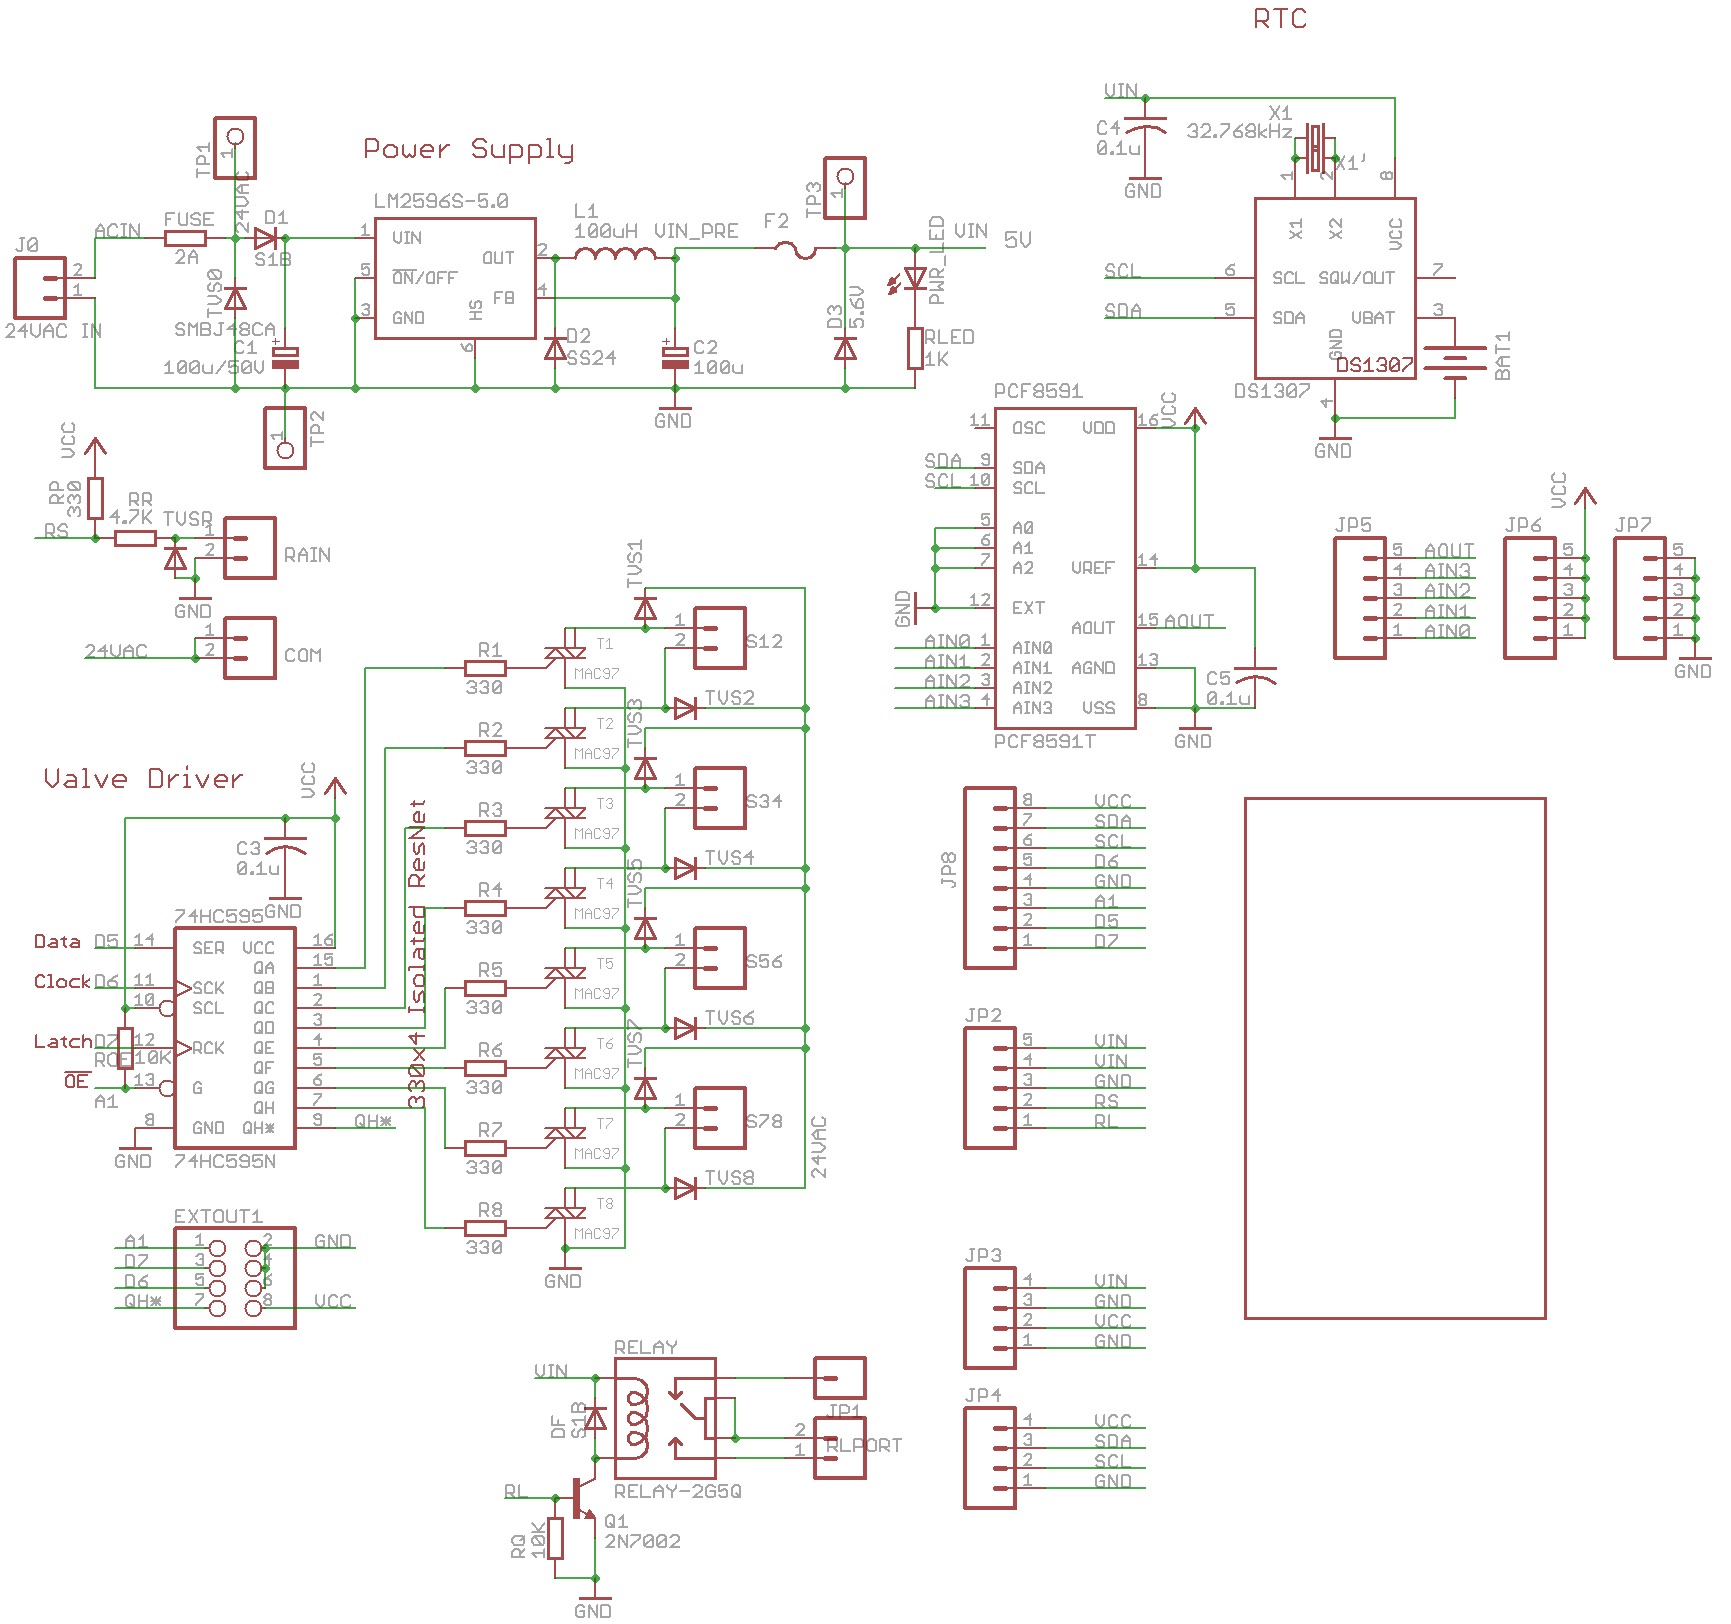 RTC
Power Supply
J0
2
1
24VAC IN
ACIN
FUSE
2A
TP1
1
24VAC
D1
S1B
TVS0
SMBJ48CA
C1
+
100u/50V
TP2
1
LM2596S-5.0
1 VIN
5 ON/OFF
3 GND
OUT 2
FB 4
HS
6
D2
SS24
L1
100uH
VIN_PRE
C2
+
100u
GND
F2
TP3
1
D3
5.6V
PWR_LED
VIN
5V
RLED
1K
VIN
C4
0.1u
GND
X1
32.768kHz
X1'
1
2
8
X1
X2
VCC
SCL 6 SCL
SQW/OUT 7
SDA 5 SDA
VBAT 3
GND
DS1307
DS1307
4
GND
BAT1
VCC
RP
330
RR
4.7K
RS
TVSR
1
2
RAIN
GND
24VAC
1
2
COM
PCF8591
11 OSC
SDA 9 SDA
SCL 10 SCL
5 A0
6 A1
7 A2
12 EXT
GND
AIN0 1 AIN0
AIN1 2 AIN1
AIN2 3 AIN2
AIN3 4 AIN3
VDD 16
VCC
VREF 14
AOUT 15 AOUT
AGND 13
VSS 8
C5
0.1u
PCF8591T
GND
JP5
5 AOUT
4 AIN3
3 AIN2
2 AIN1
1 AIN0
VCC
JP6
5
4
3
2
1
JP7
5
4
3
2
1
GND
Valve Driver
VCC
C3
0.1u
GND
74HC595
Data D5 14 SER
Clock D6 11 SCK
10 SCL
Latch D7 12 RCK
ROE 10K
OE 13 G
A1
8 GND
GND
VCC 16
QA 15
QB 1
QC 2
QD 3
QE 4
QF 5
QG 6
QH 7
QH* 9 QH*
74HC595N
330x4 Isolated ResNet
R1
330
R2
330
R3
330
R4
330
R5
330
R6
330
R7
330
R8
330
T1
MAC97
T2
MAC97
T3
MAC97
T4
MAC97
T5
MAC97
T6
MAC97
T7
MAC97
T8
MAC97
GND
TVS1
1
2
S12
TVS2
TVS3
1
2
S34
TVS4
TVS5
1
2
S56
TVS6
TVS7
1
2
S78
TVS8
24VAC
EXTOUT1
A1 1 2 GND
D7 3 4
D6 5 6
QH* 7 8 VCC
JP8
8 VCC
7 SDA
6 SCL
5 D6
4 GND
3 A1
2 D5
1 D7
JP2
5 VIN
4 VIN
3 GND
2 RS
1 RL
JP3
4 VIN
3 GND
2 VCC
1 GND
JP4
4 VCC
3 SDA
2 SCL
1 GND
RELAY
VIN
DF
S1B
RELAY-2G5Q
JP1
2
1
RLPORT
RL
RQ
10K
Q1
2N7002
GND